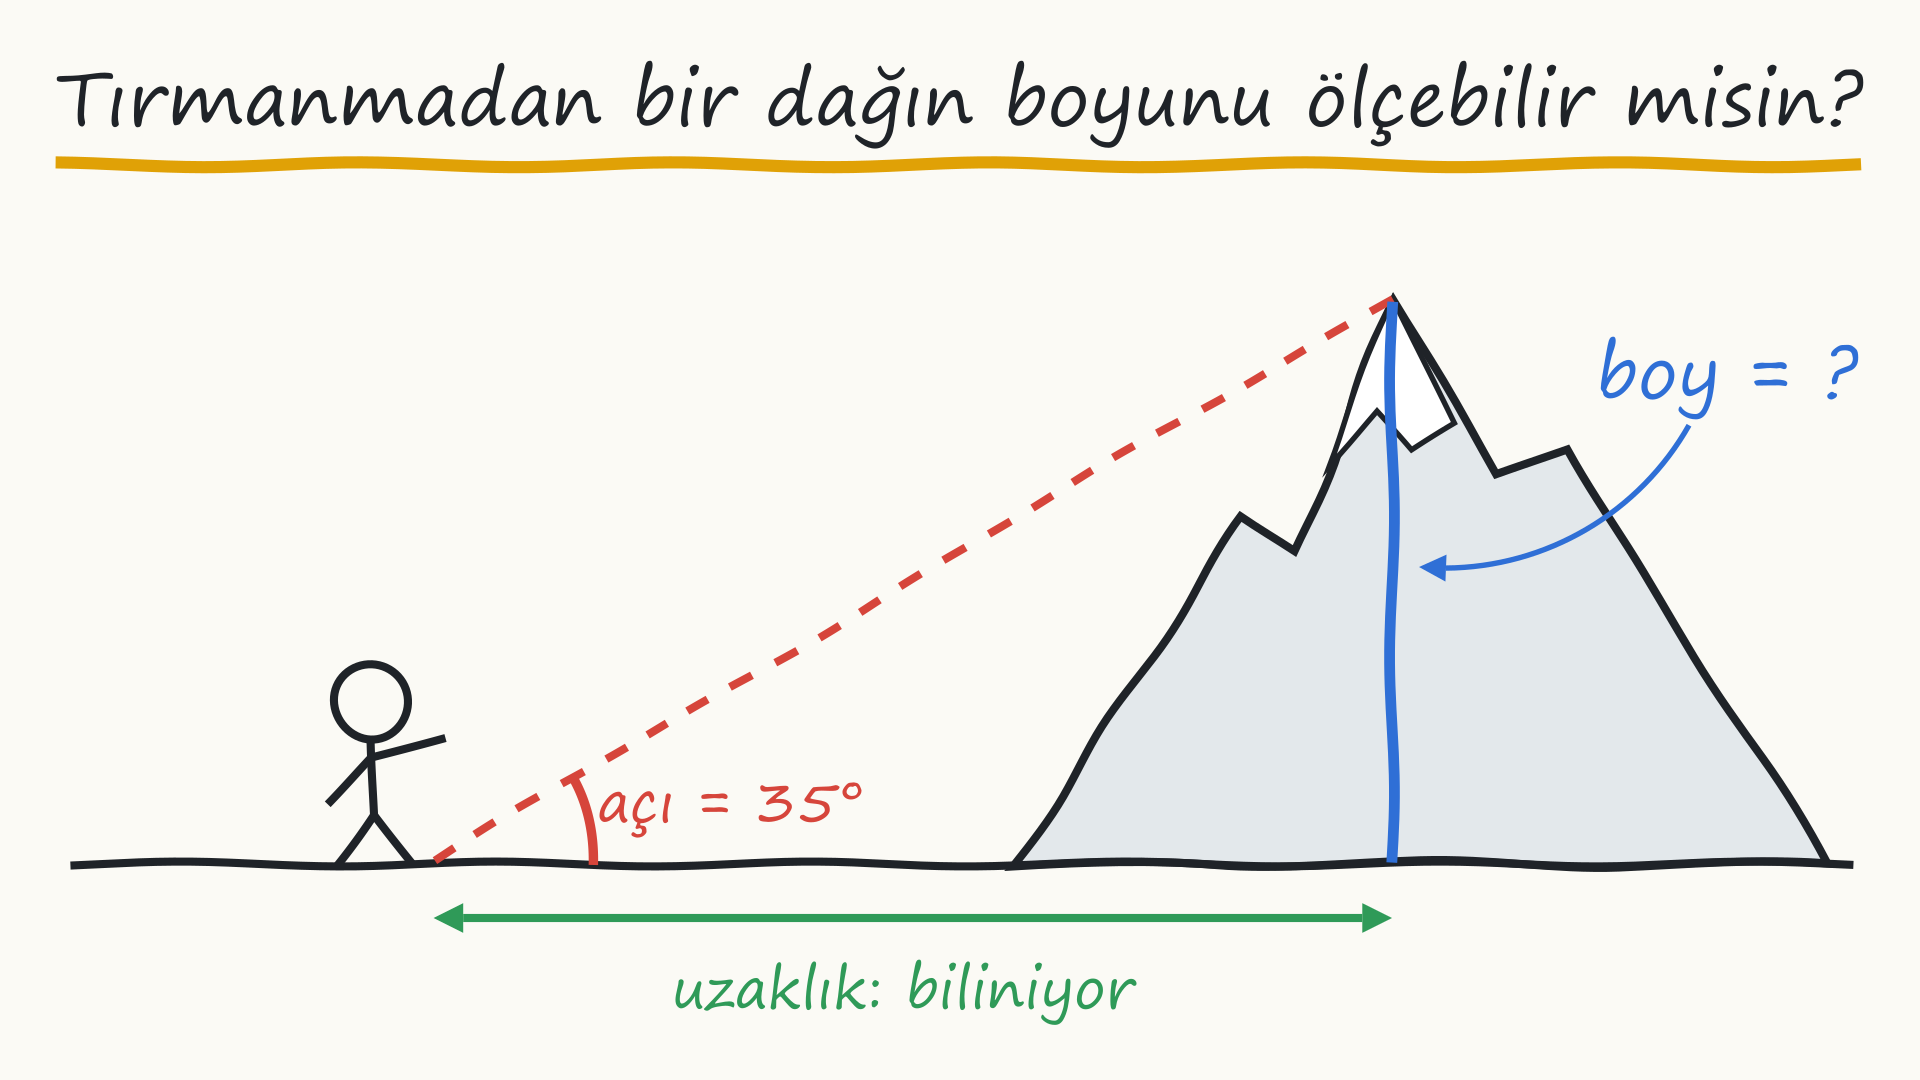 Tırmanmadan bir dağın boyunu ölçebilir misin?
boy = ?
açı = 35°
uzaklık: biliniyor